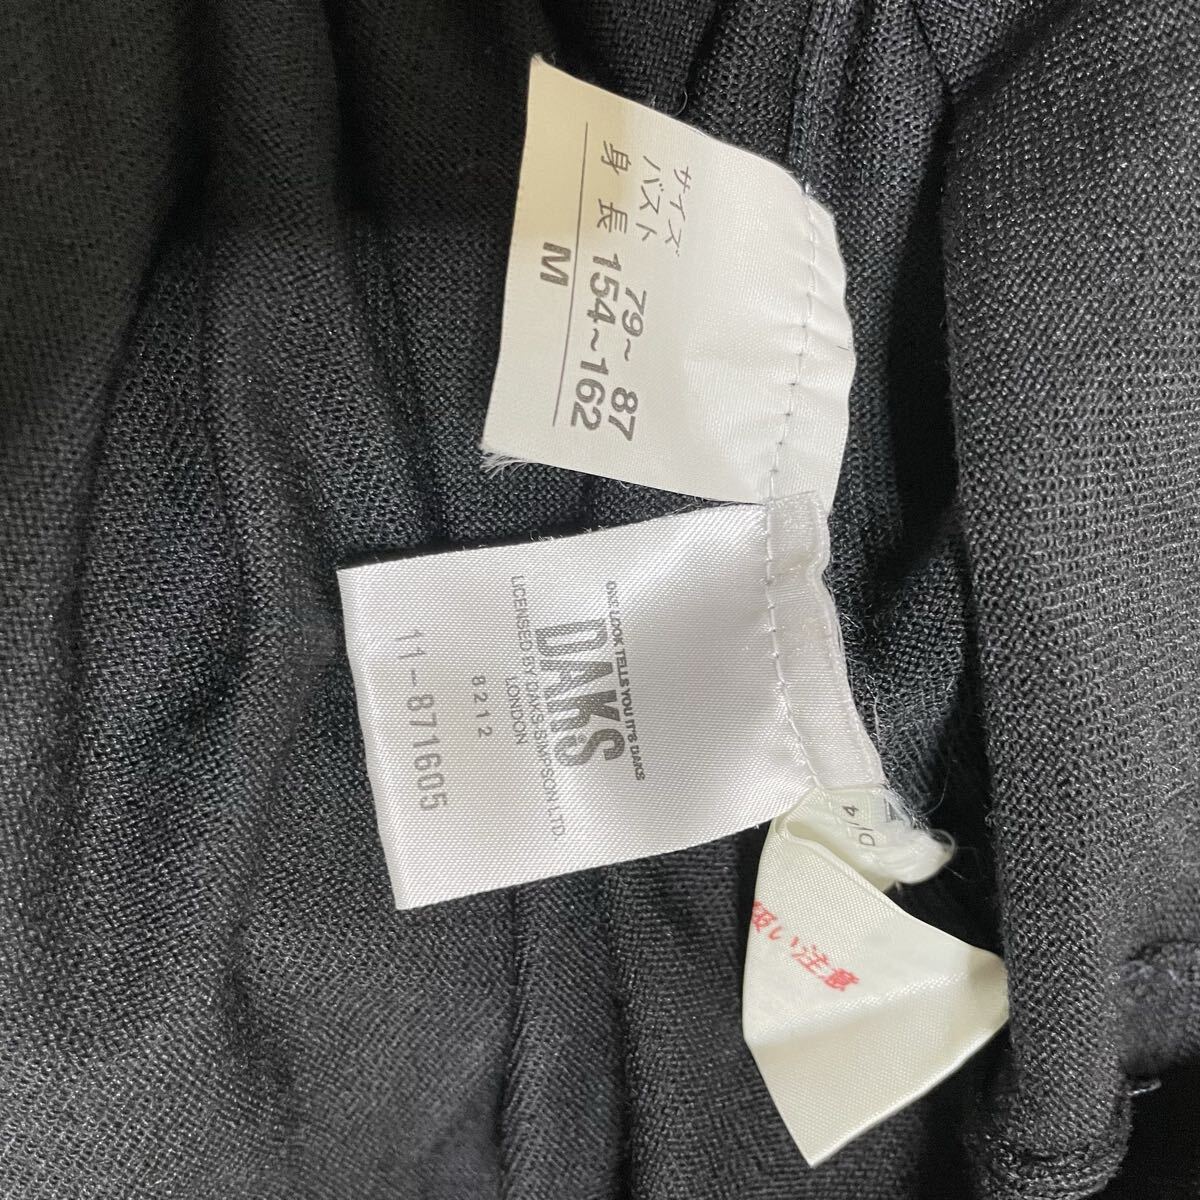 サイズ
バスト 79~ 87
身長 154~162
M
ONE LOOK TELLS YOU IT'S DAKS
DAKS
LICENSED BY DAKS-SIMPSON LTD.
LONDON
8212
11-871605
扱い注意